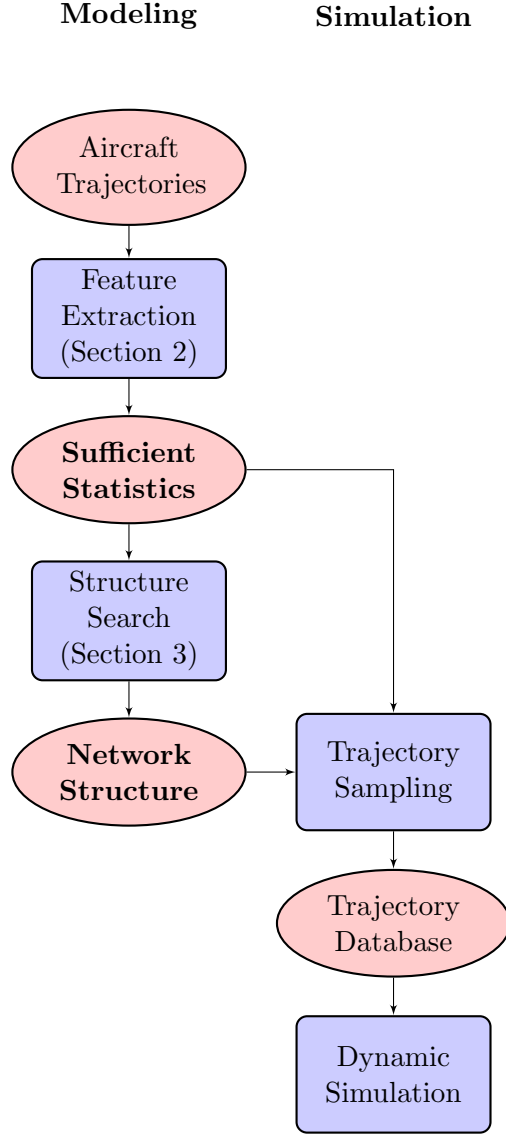 Modeling
Simulation
Aircraft
Trajectories
Feature
Extraction
(Section 2)
Sufficient
Statistics
Structure
Search
(Section 3)
Network
Structure
Trajectory
Sampling
Trajectory
Database
Dynamic
Simulation